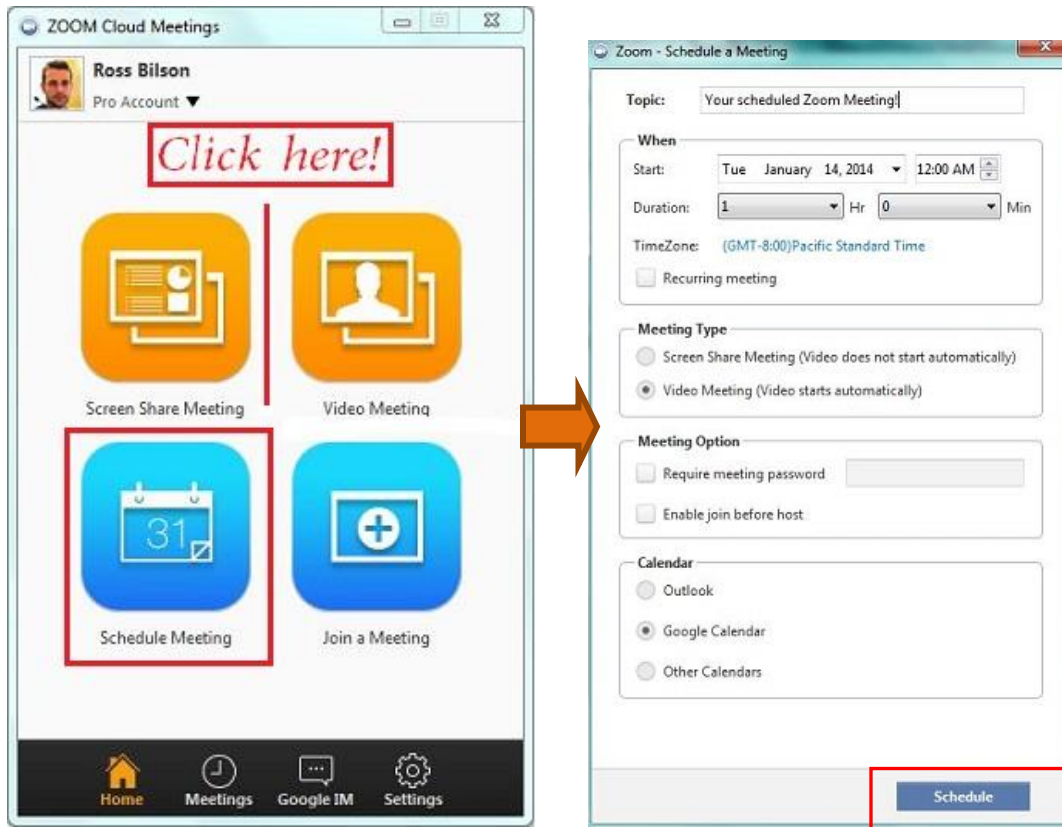 ZOOM Cloud Meetings
Ross Bilson
Pro Account
Click here!
Screen Share Meeting
Video Meeting
31
Schedule Meeting
Join a Meeting
Home
Meetings
Google IM
Settings
Zoom - Schedule a Meeting
Topic: Your scheduled Zoom Meeting!
When
Start: Tue January 14, 2014 12:00 AM
Duration: 1 Hr 0 Min
TimeZone: (GMT-8:00)Pacific Standard Time
Recurring meeting
Meeting Type
Screen Share Meeting (Video does not start automatically)
Video Meeting (Video starts automatically)
Meeting Option
Require meeting password
Enable join before host
Calendar
Outlook
Google Calendar
Other Calendars
Schedule